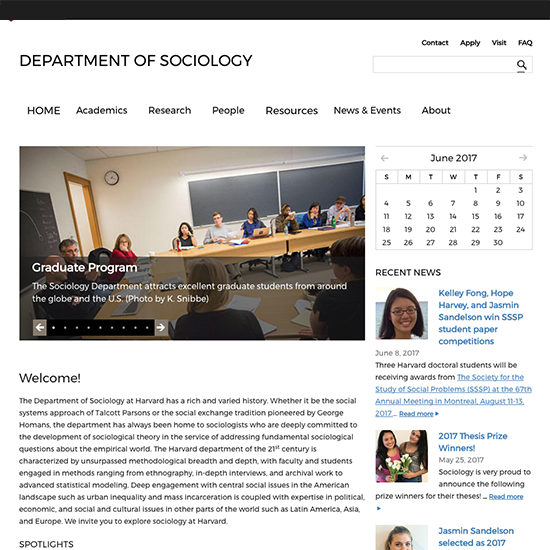 Contact Apply Visit FAQ
DEPARTMENT OF SOCIOLOGY
HOME Academics Research People Resources News & Events About
Graduate Program
The Sociology Department attracts excellent graduate students from around
the globe and the U.S. (Photo by K. Snibbe)
Welcome!
The Department of Sociology at Harvard has a rich and varied history. Whether it be the social
systems approach of Talcott Parsons or the social exchange tradition pioneered by George
Homans, the department has always been home to sociologists who are deeply committed to
the development of sociological theory in the service of addressing fundamental sociological
questions about the empirical world. The Harvard department of the 21st century is
characterized by unsurpassed methodological breadth and depth, with faculty and students
engaged in methods ranging from ethnography, in-depth interviews, and archival work to
advanced statistical modeling. Deep engagement with central social issues in the American
landscape such as urban inequality and mass incarceration is coupled with expertise in political,
economic, and social and cultural issues in other parts of the world such as Latin America, Asia,
and Europe. We invite you to explore sociology at Harvard.
SPOTLIGHTS
June 2017
S M T W T F S
1 2 3
4 5 6 7 8 9 10
11 12 13 14 15 16 17
18 19 20 21 22 23 24
25 26 27 28 29 30
RECENT NEWS
Kelley Fong, Hope
Harvey, and Jasmin
Sandelson win SSSP
student paper
competitions
June 8, 2017
Three Harvard doctoral students will be
receiving awards from The Society for the
Study of Social Problems (SSSP) at the 67th
Annual Meeting in Montreal, August 11-13,
2017... Read more
2017 Thesis Prize
Winners!
May 25, 2017
Sociology is very proud to
announce the following
prize winners for their theses! ... Read more
Jasmin Sandelson
selected as 2017